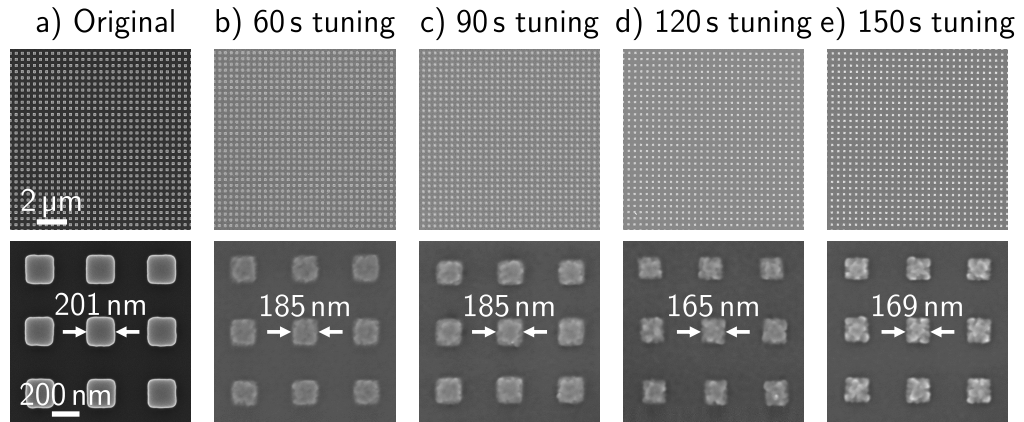 a) Original
b) 60 s tuning
c) 90 s tuning
d) 120 s tuning
e) 150 s tuning
2 µm
201 nm
185 nm
185 nm
165 nm
169 nm
200 nm